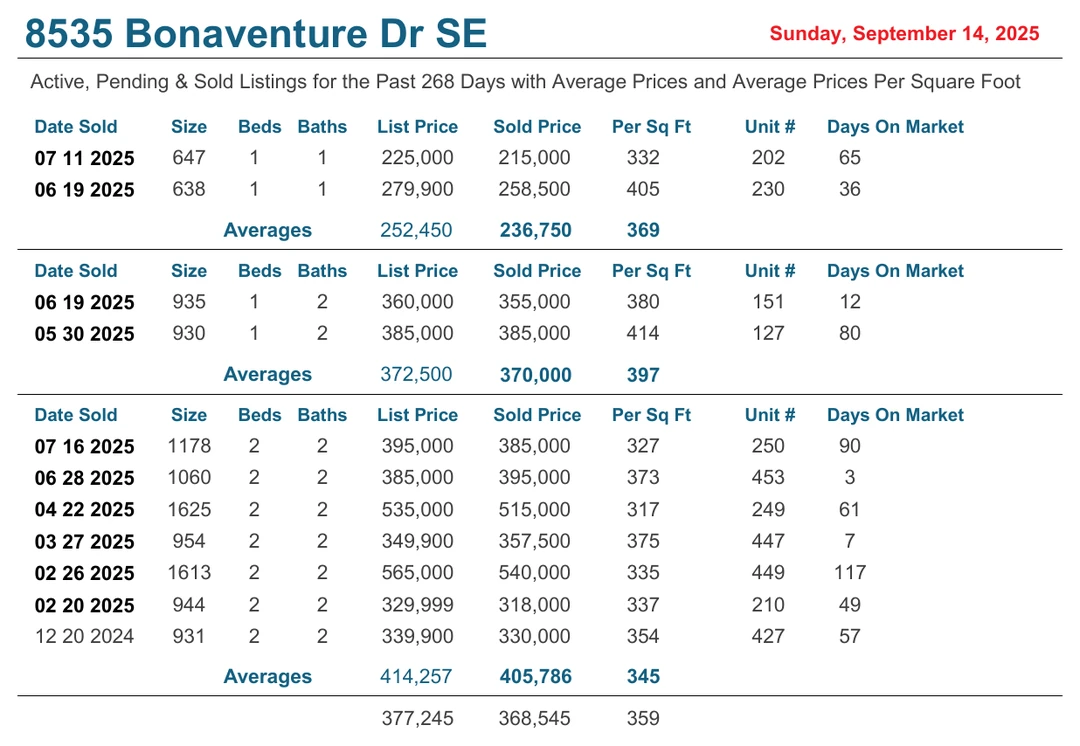 8535 Bonaventure Dr SE Sunday, September 14, 2025
Active, Pending & Sold Listings for the Past 268 Days with Average Prices and Average Prices Per Square Foot
Date Sold Size Beds Baths List Price Sold Price Per Sq Ft Unit # Days On Market
07 11 2025 647 1 1 225,000 215,000 332 202 65
06 19 2025 638 1 1 279,900 258,500 405 230 36
Averages 252,450 236,750 369
Date Sold Size Beds Baths List Price Sold Price Per Sq Ft Unit # Days On Market
06 19 2025 935 1 2 360,000 355,000 380 151 12
05 30 2025 930 1 2 385,000 385,000 414 127 80
Averages 372,500 370,000 397
Date Sold Size Beds Baths List Price Sold Price Per Sq Ft Unit # Days On Market
07 16 2025 1178 2 2 395,000 385,000 327 250 90
06 28 2025 1060 2 2 385,000 395,000 373 453 3
04 22 2025 1625 2 2 535,000 515,000 317 249 61
03 27 2025 954 2 2 349,900 357,500 375 447 7
02 26 2025 1613 2 2 565,000 540,000 335 449 117
02 20 2025 944 2 2 329,999 318,000 337 210 49
12 20 2024 931 2 2 339,900 330,000 354 427 57
Averages 414,257 405,786 345
377,245 368,545 359